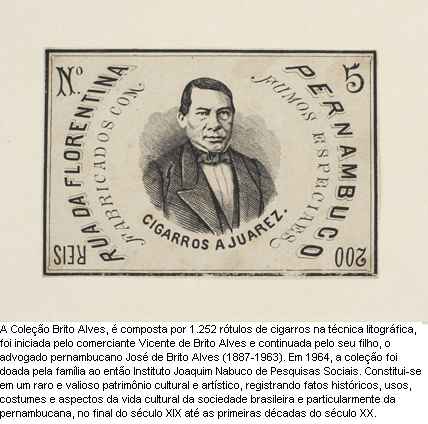 Nº 5
RUA DA FLORENTINA
PERNAMBUCO
FABRICADOS COM
FUMOS ESPECIAES
CIGARROS A JUAREZ.
REIS 200
A Coleção Brito Alves, é composta por 1.252 rótulos de cigarros na técnica litográfica,
foi iniciada pelo comerciante Vicente de Brito Alves e continuada pelo seu filho, o
advogado pernambucano José de Brito Alves (1887-1963). Em 1964, a coleção foi
doada pela família ao então Instituto Joaquim Nabuco de Pesquisas Sociais. Constitui-se
em um raro e valioso patrimônio cultural e artístico, registrando fatos históricos, usos,
costumes e aspectos da vida cultural da sociedade brasileira e particularmente da
pernambucana, no final do século XIX até as primeiras décadas do século XX.